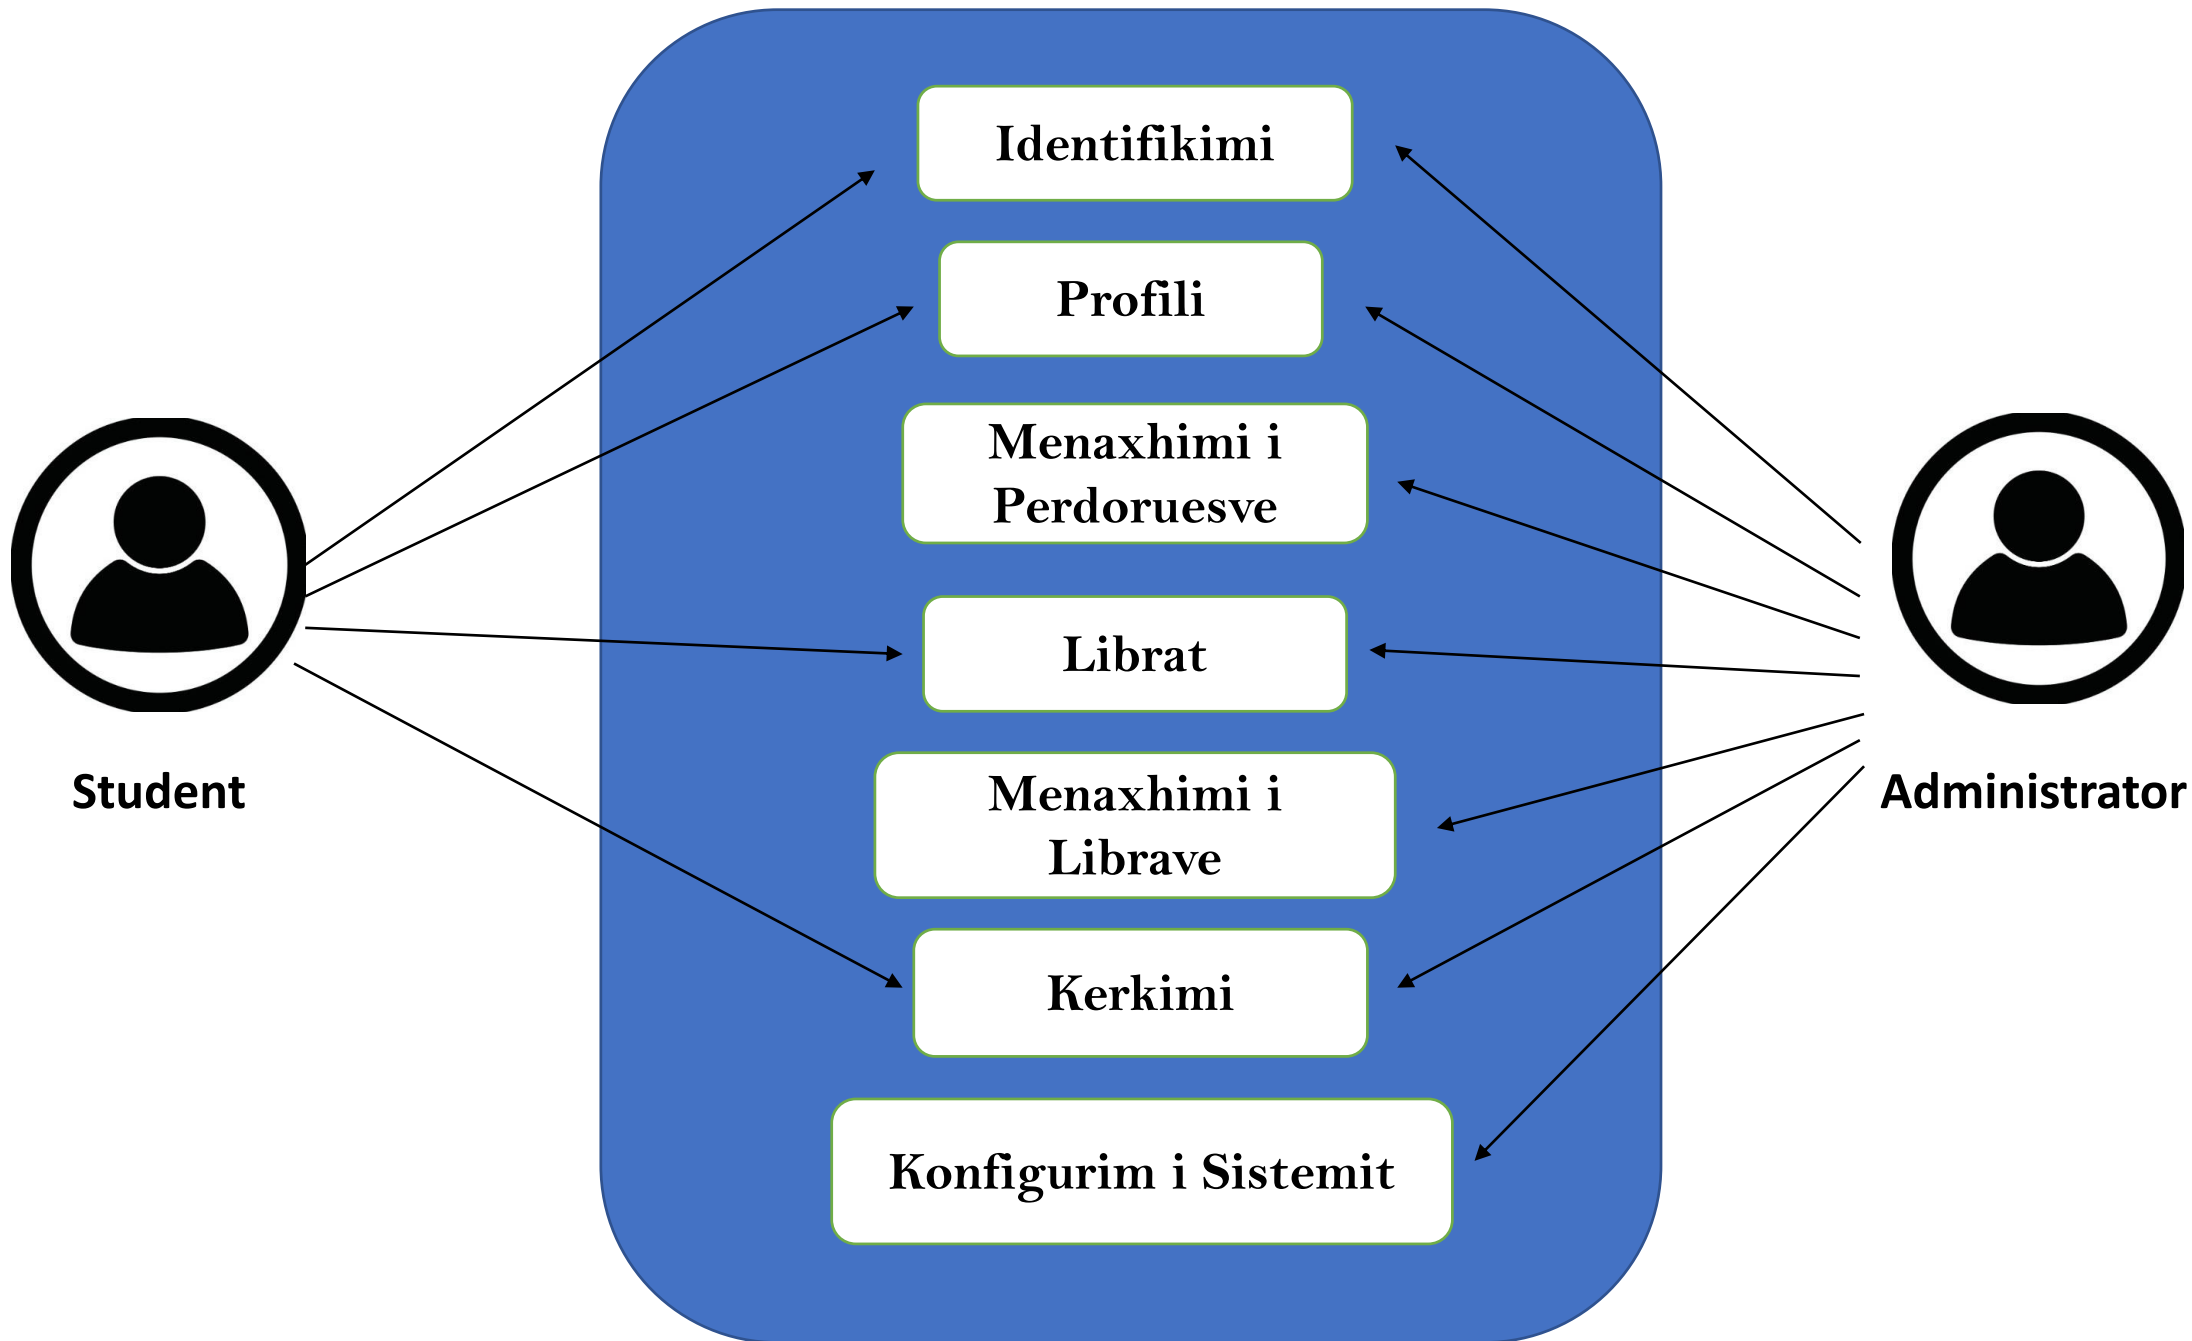 Identifikimi
Profili
Menaxhimi i
Perdoruesve
Librat
Menaxhimi i
Librave
Kerkimi
Konfigurim i Sistemit
Student
Administrator